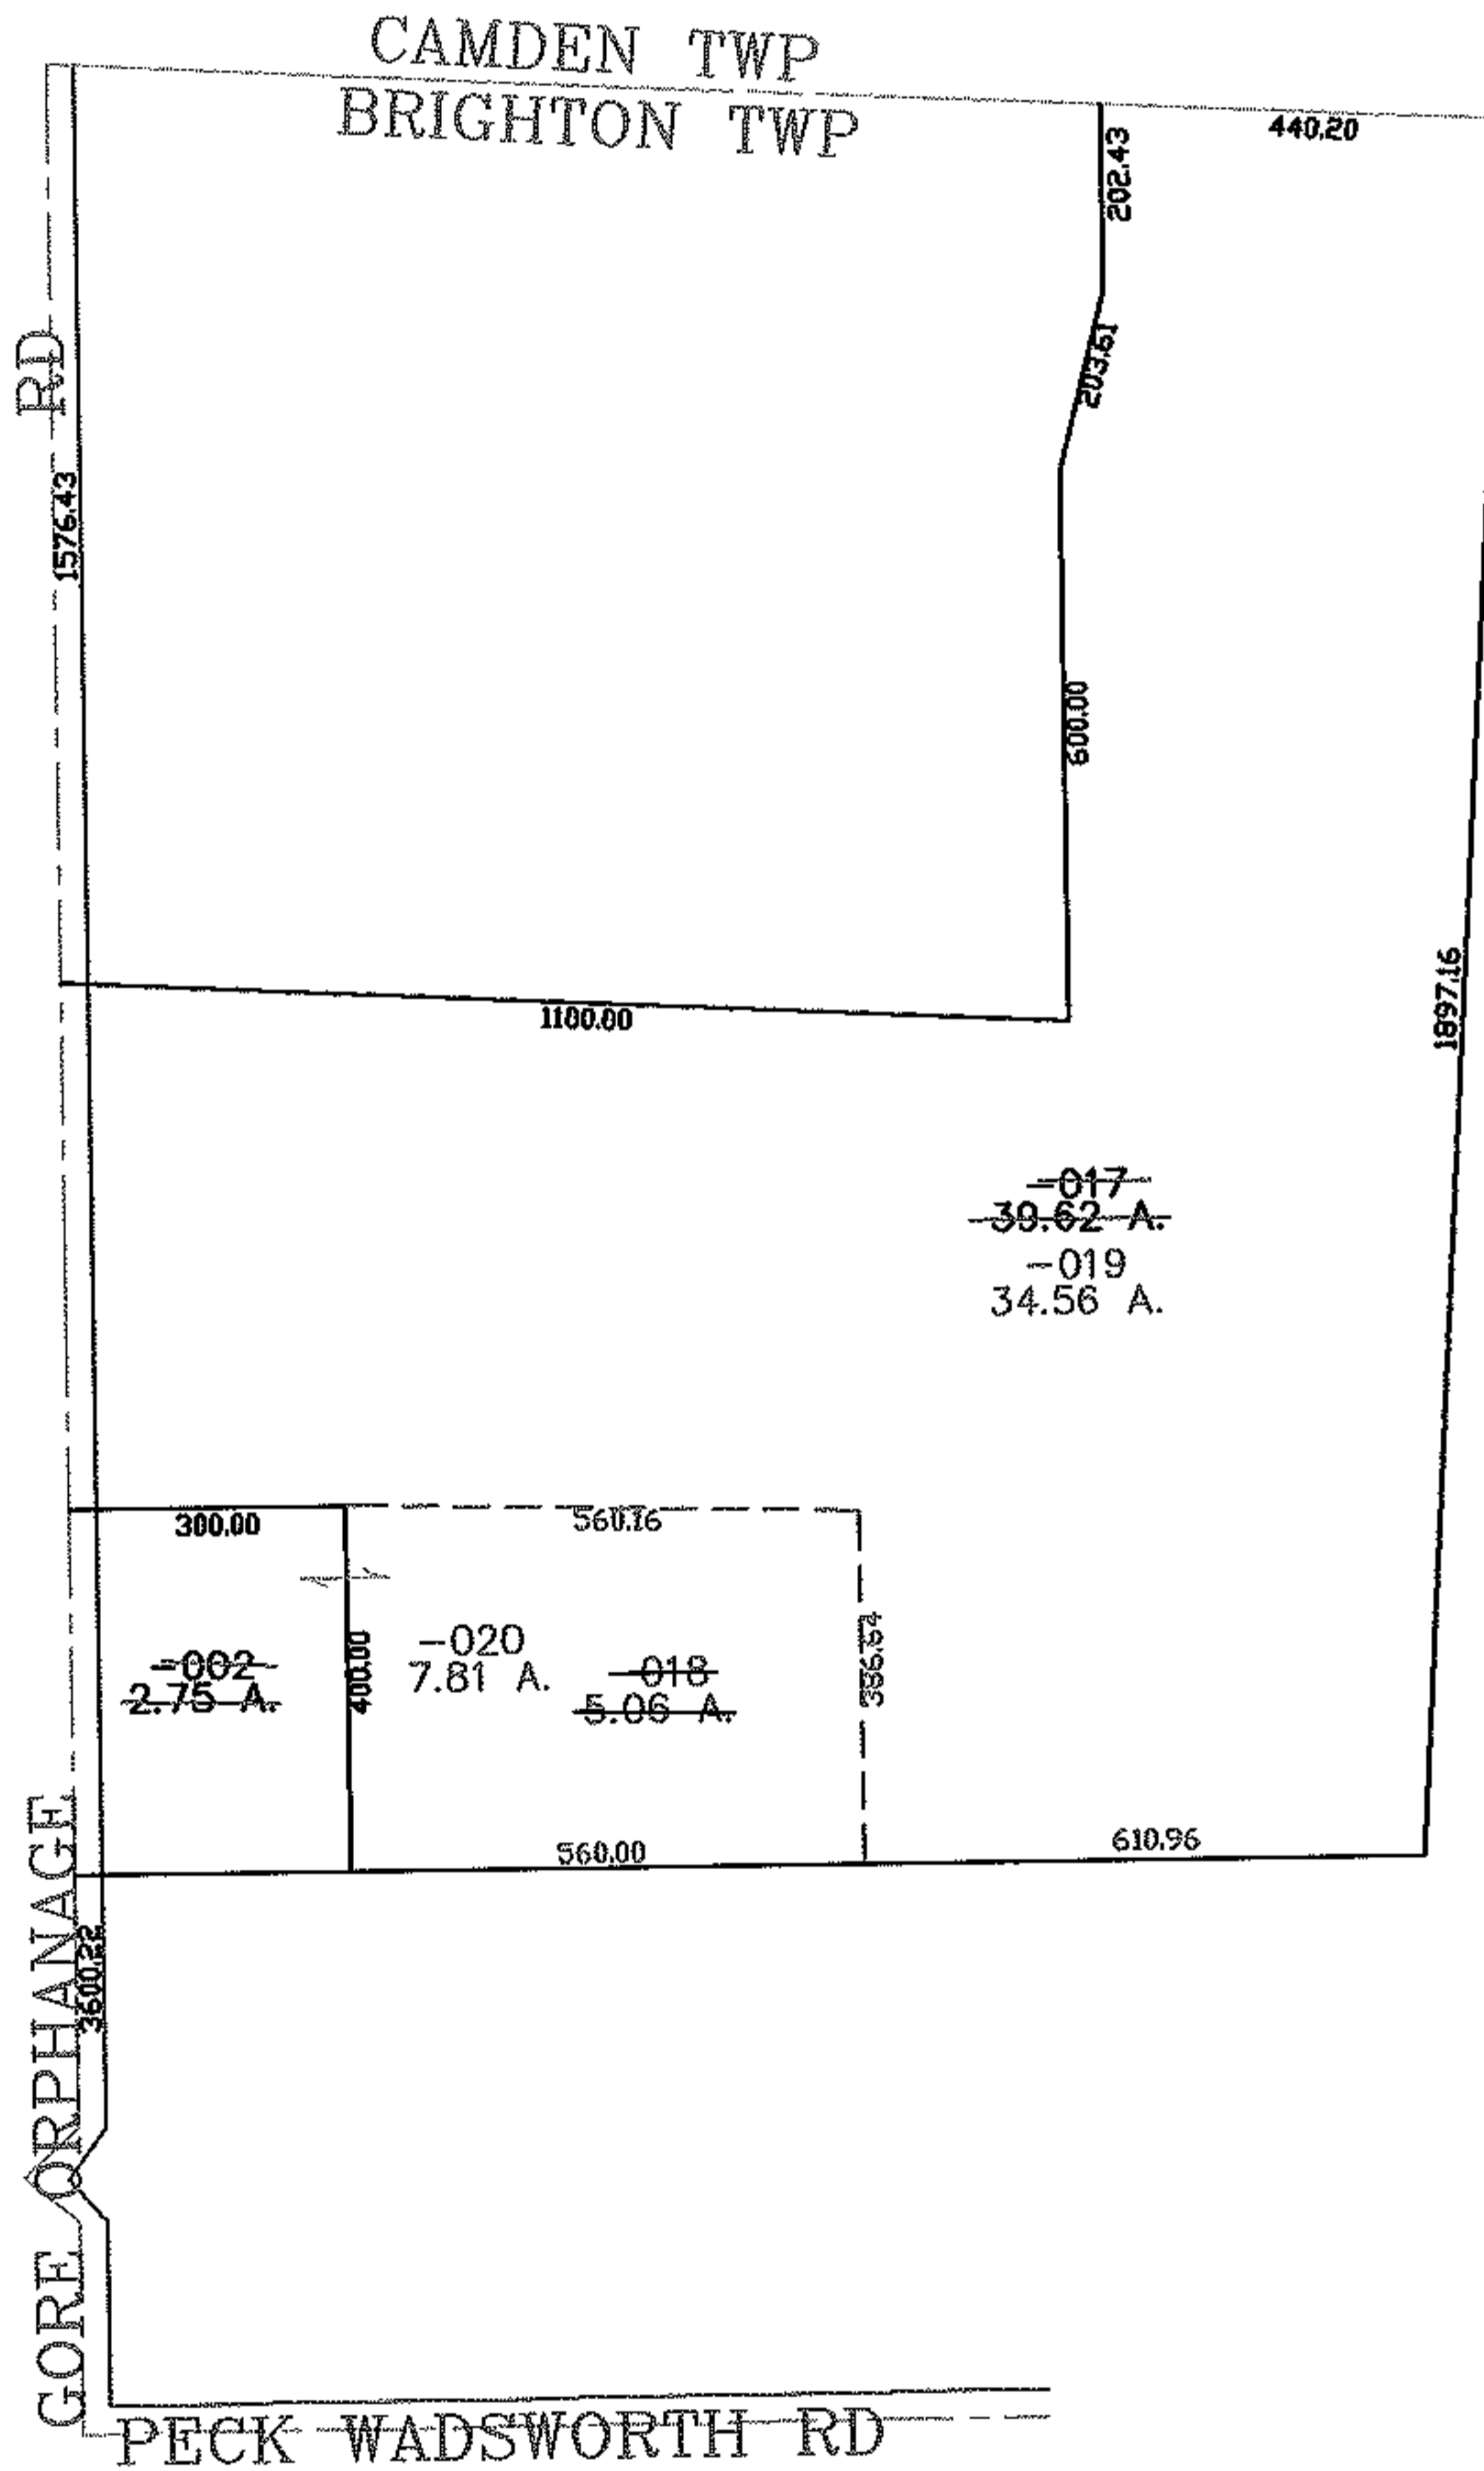 CAMDEN TWP
BRIGHTON TWP
440.20
202.43
203.61
RD
1576.43
600.00
1897.16
1100.00
-017
39.62 A.
-019
34.56 A.
300.00
560.16
-020
7.81 A.
-018
5.06 A.
-002
2.75 A.
400.00
386.64
560.00
610.96
3600.22
GORE ORPHANAGE
PECK WADSWORTH RD